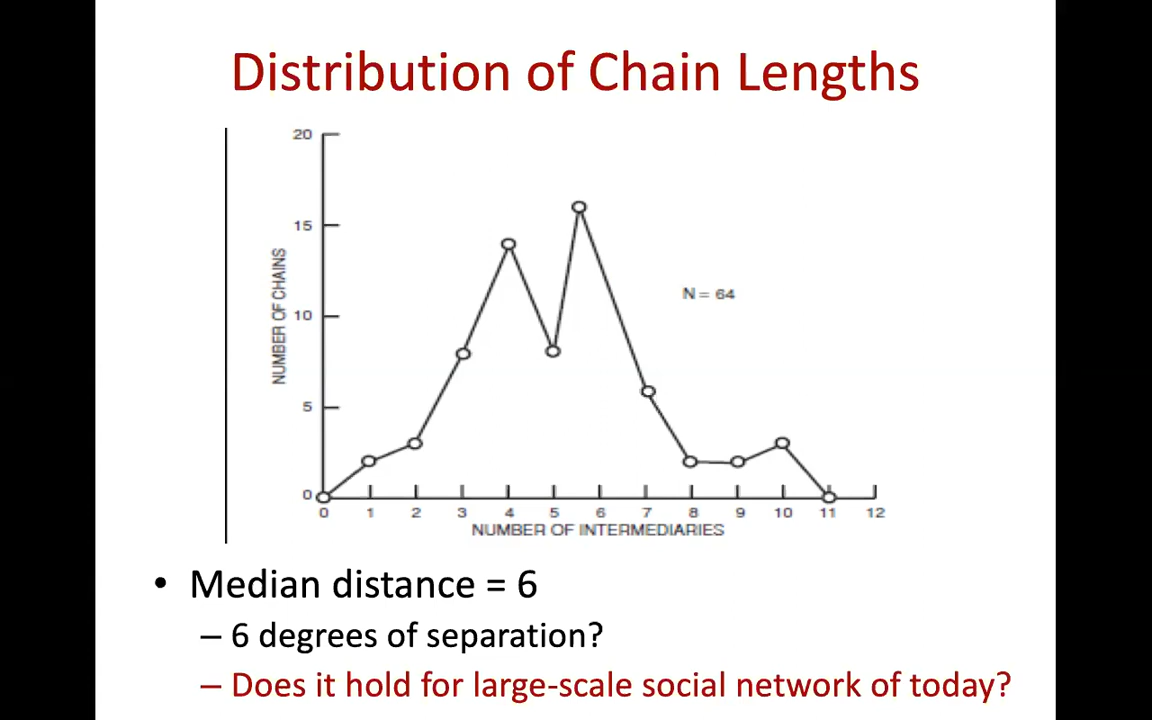 Distribution of Chain Lengths
20
15
10
5
0
NUMBER OF CHAINS
N = 64
0 1 2 3 4 5 6 7 8 9 10 11 12
NUMBER OF INTERMEDIARIES
• Median distance = 6
– 6 degrees of separation?
– Does it hold for large-scale social network of today?